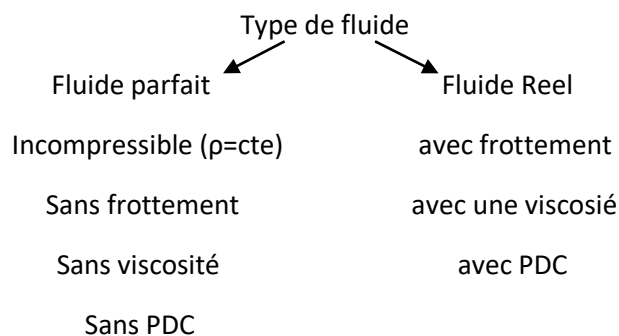 Type de fluide
Fluide parfait
Incompressible (ρ=cte)
Sans frottement
Sans viscosité
Sans PDC
Fluide Reel
avec frottement
avec une viscosié
avec PDC